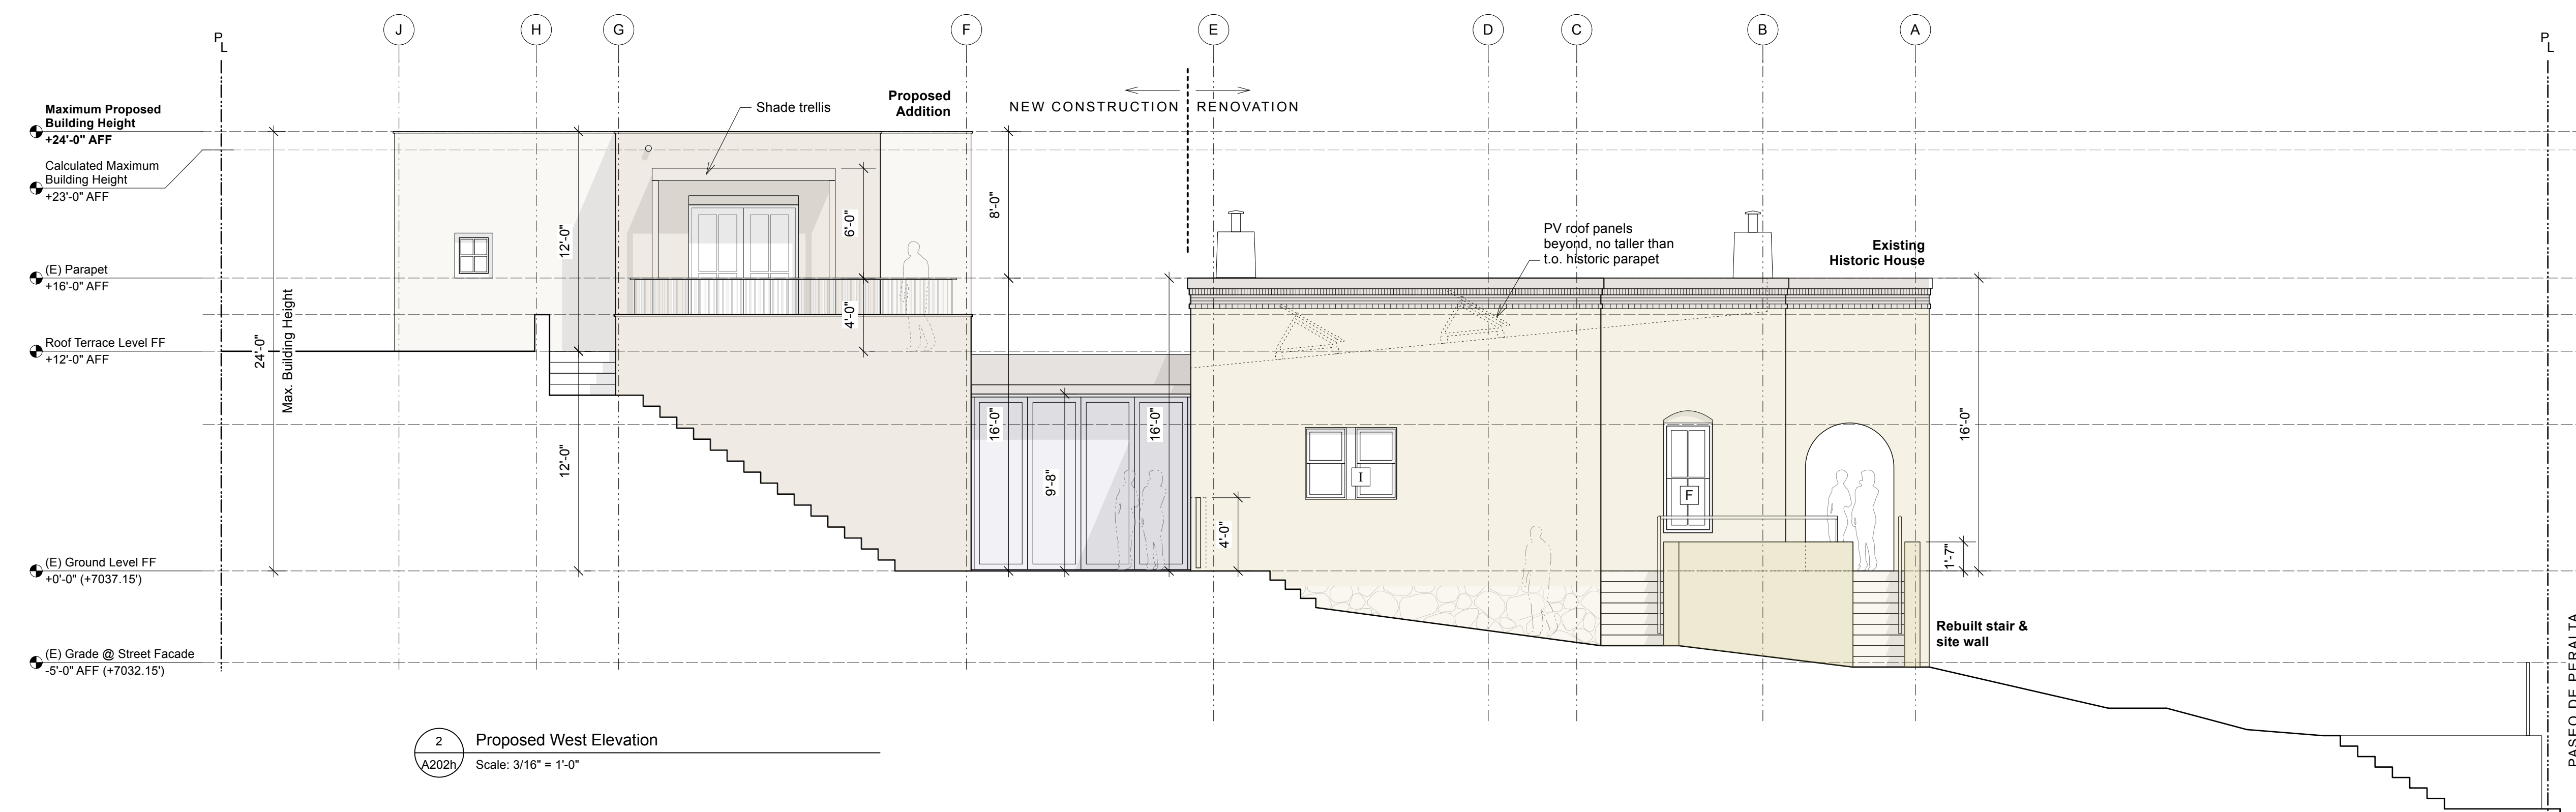 P
L
J
H
G
F
E
D
C
B
A
P
L
Maximum Proposed
Building Height
+24'-0" AFF
Calculated Maximum
Building Height
+23'-0" AFF
(E) Parapet
+16'-0" AFF
Roof Terrace Level FF
+12'-0" AFF
(E) Ground Level FF
+0'-0" (+7037.15')
(E) Grade @ Street Facade
-5'-0" AFF (+7032.15')
24'-0"
Max. Building Height
12'-0"
12'-0"
Shade trellis
Proposed
Addition
6'-0"
4'-0"
8'-0"
16'-0"
9'-8"
16'-0"
NEW CONSTRUCTION
RENOVATION
4'-0"
PV roof panels
beyond, no taller than
t.o. historic parapet
Existing
Historic House
I
F
16'-0"
1'-7"
Rebuilt stair &
site wall
PASEO DE PERALTA
2
A202h
Proposed West Elevation
Scale: 3/16" = 1'-0"